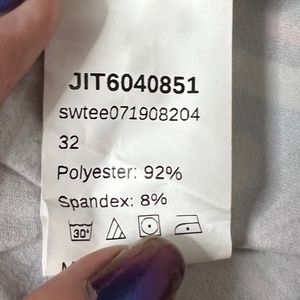 JIT6040851
swtee071908204
32
Polyester: 92%
Spandex: 8%
30°